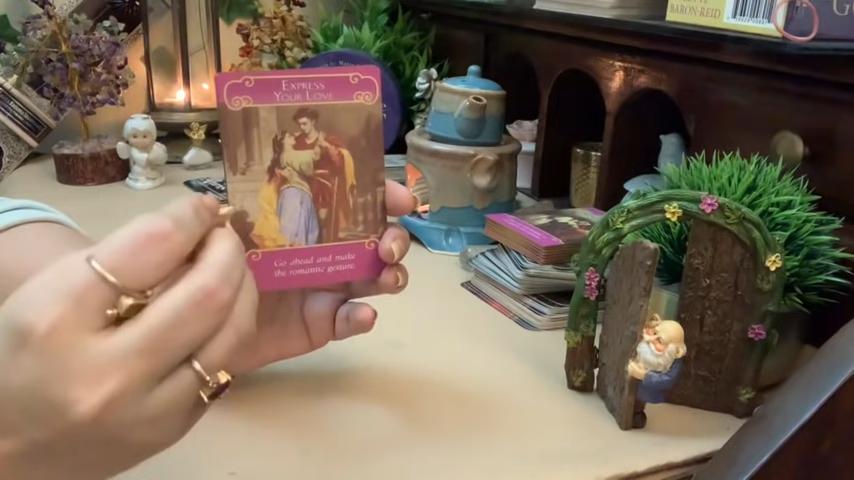 BARON-REID
EXPRESS
YOUR LOVE
Go ahead and make
the romantic gesture.